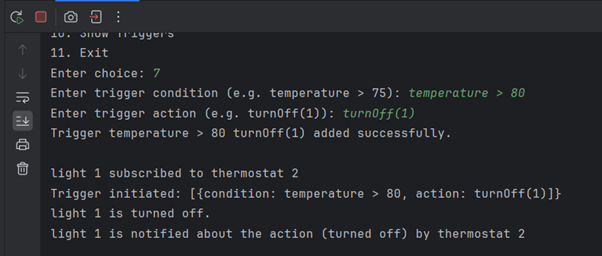 10. Show Triggers
11. Exit
Enter choice: 7
Enter trigger condition (e.g. temperature > 75): temperature > 80
Enter trigger action (e.g. turnOff(1)): turnOff(1)
Trigger temperature > 80 turnOff(1) added successfully.
light 1 subscribed to thermostat 2
Trigger initiated: [{condition: temperature > 80, action: turnOff(1)]}
light 1 is turned off.
light 1 is notified about the action (turned off) by thermostat 2